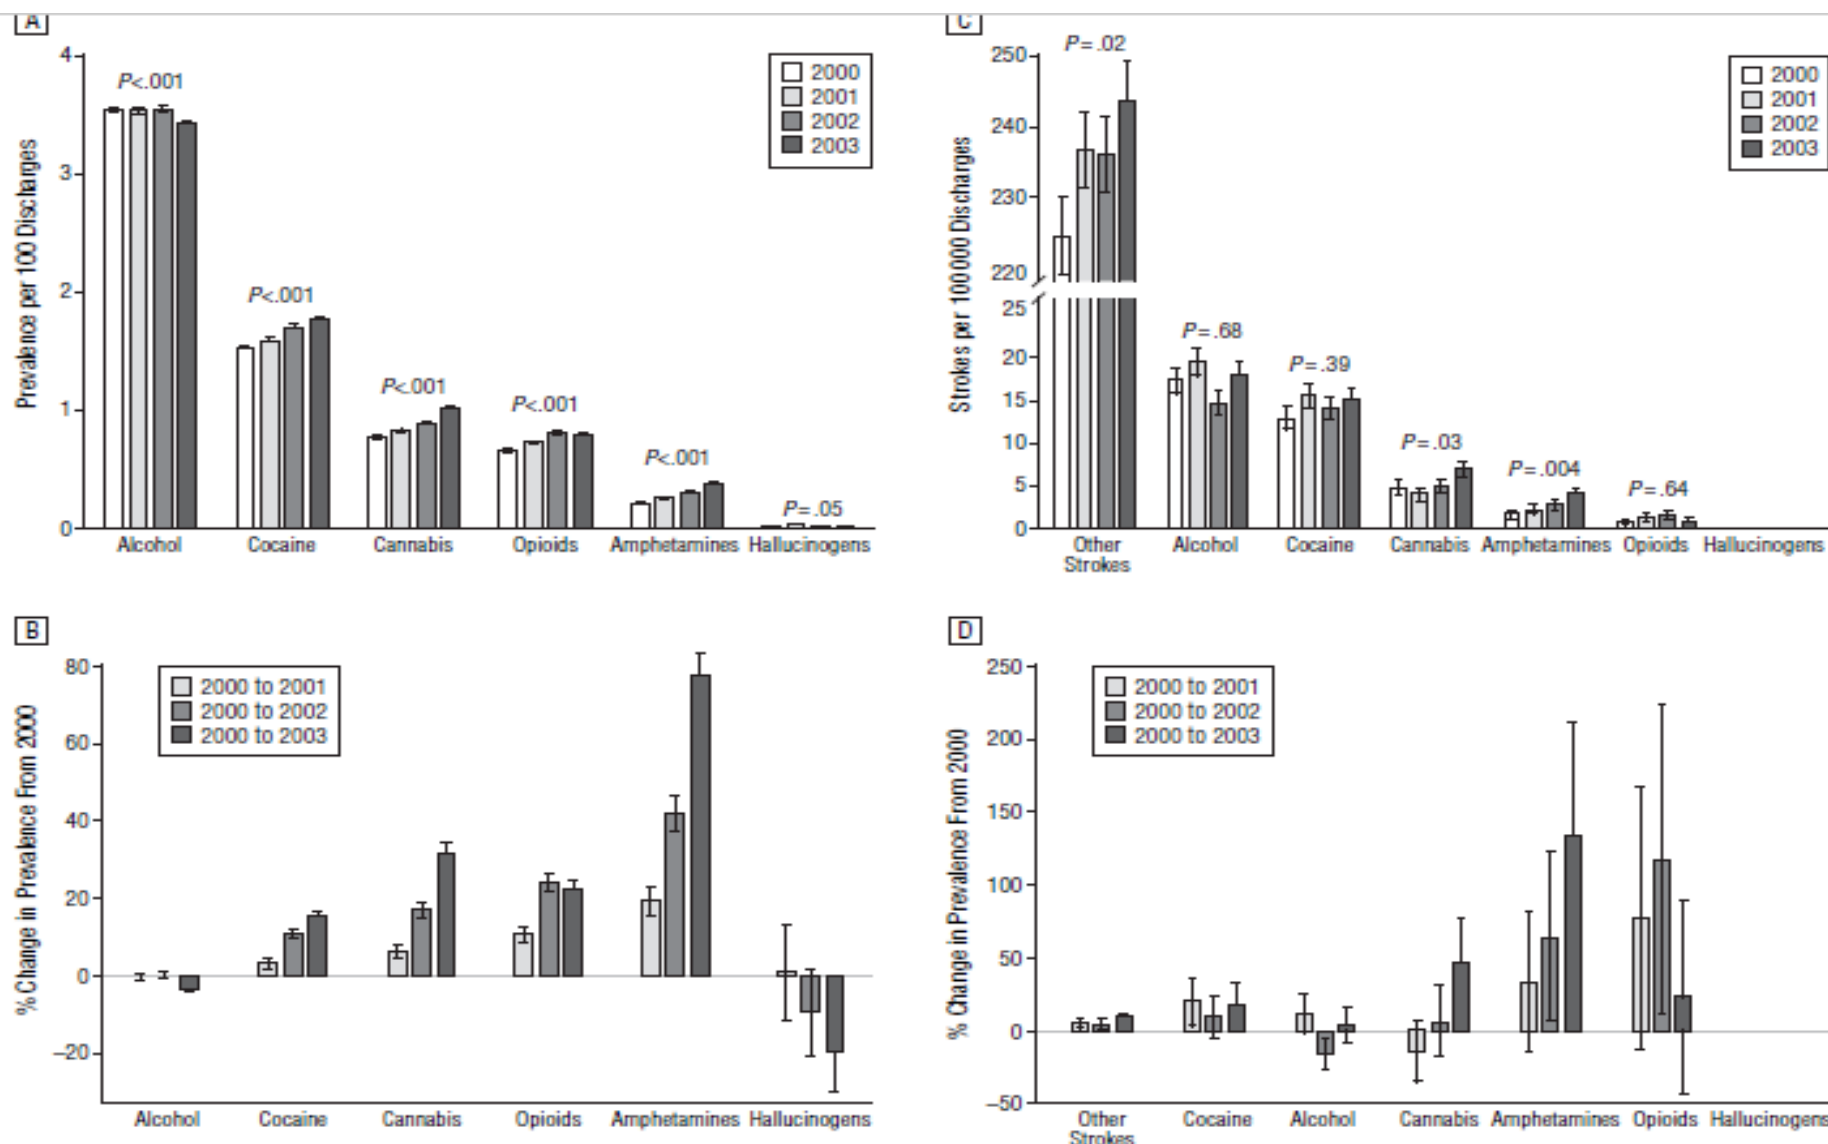 A
4
3
2
1
0
Prevalence per 100 Discharges
P<.001
P<.001
P<.001
P<.001
P<.001
P=.05
2000
2001
2002
2003
Alcohol Cocaine Cannabis Opioids Amphetamines Hallucinogens
C
250
240
230
220
25
20
15
10
5
0
Strokes per 100 000 Discharges
P=.02
P=.68
P=.39
P=.03
P=.004
P=.64
2000
2001
2002
2003
Other Strokes Alcohol Cocaine Cannabis Amphetamines Opioids Hallucinogens
B
80
60
40
20
0
–20
% Change in Prevalence From 2000
2000 to 2001
2000 to 2002
2000 to 2003
Alcohol Cocaine Cannabis Opioids Amphetamines Hallucinogens
D
250
200
150
100
50
0
–50
% Change in Prevalence From 2000
2000 to 2001
2000 to 2002
2000 to 2003
Other Strokes Cocaine Alcohol Cannabis Amphetamines Opioids Hallucinogens